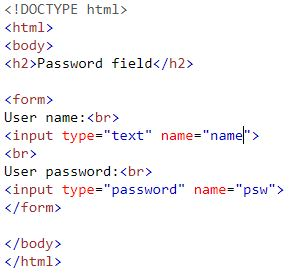 <!DOCTYPE html>
<html>
<body>
<h2>Password field</h2>

<form>
User name:<br>
<input type="text" name="name">
<br>
User password:<br>
<input type="password" name="psw">
</form>

</body>
</html>